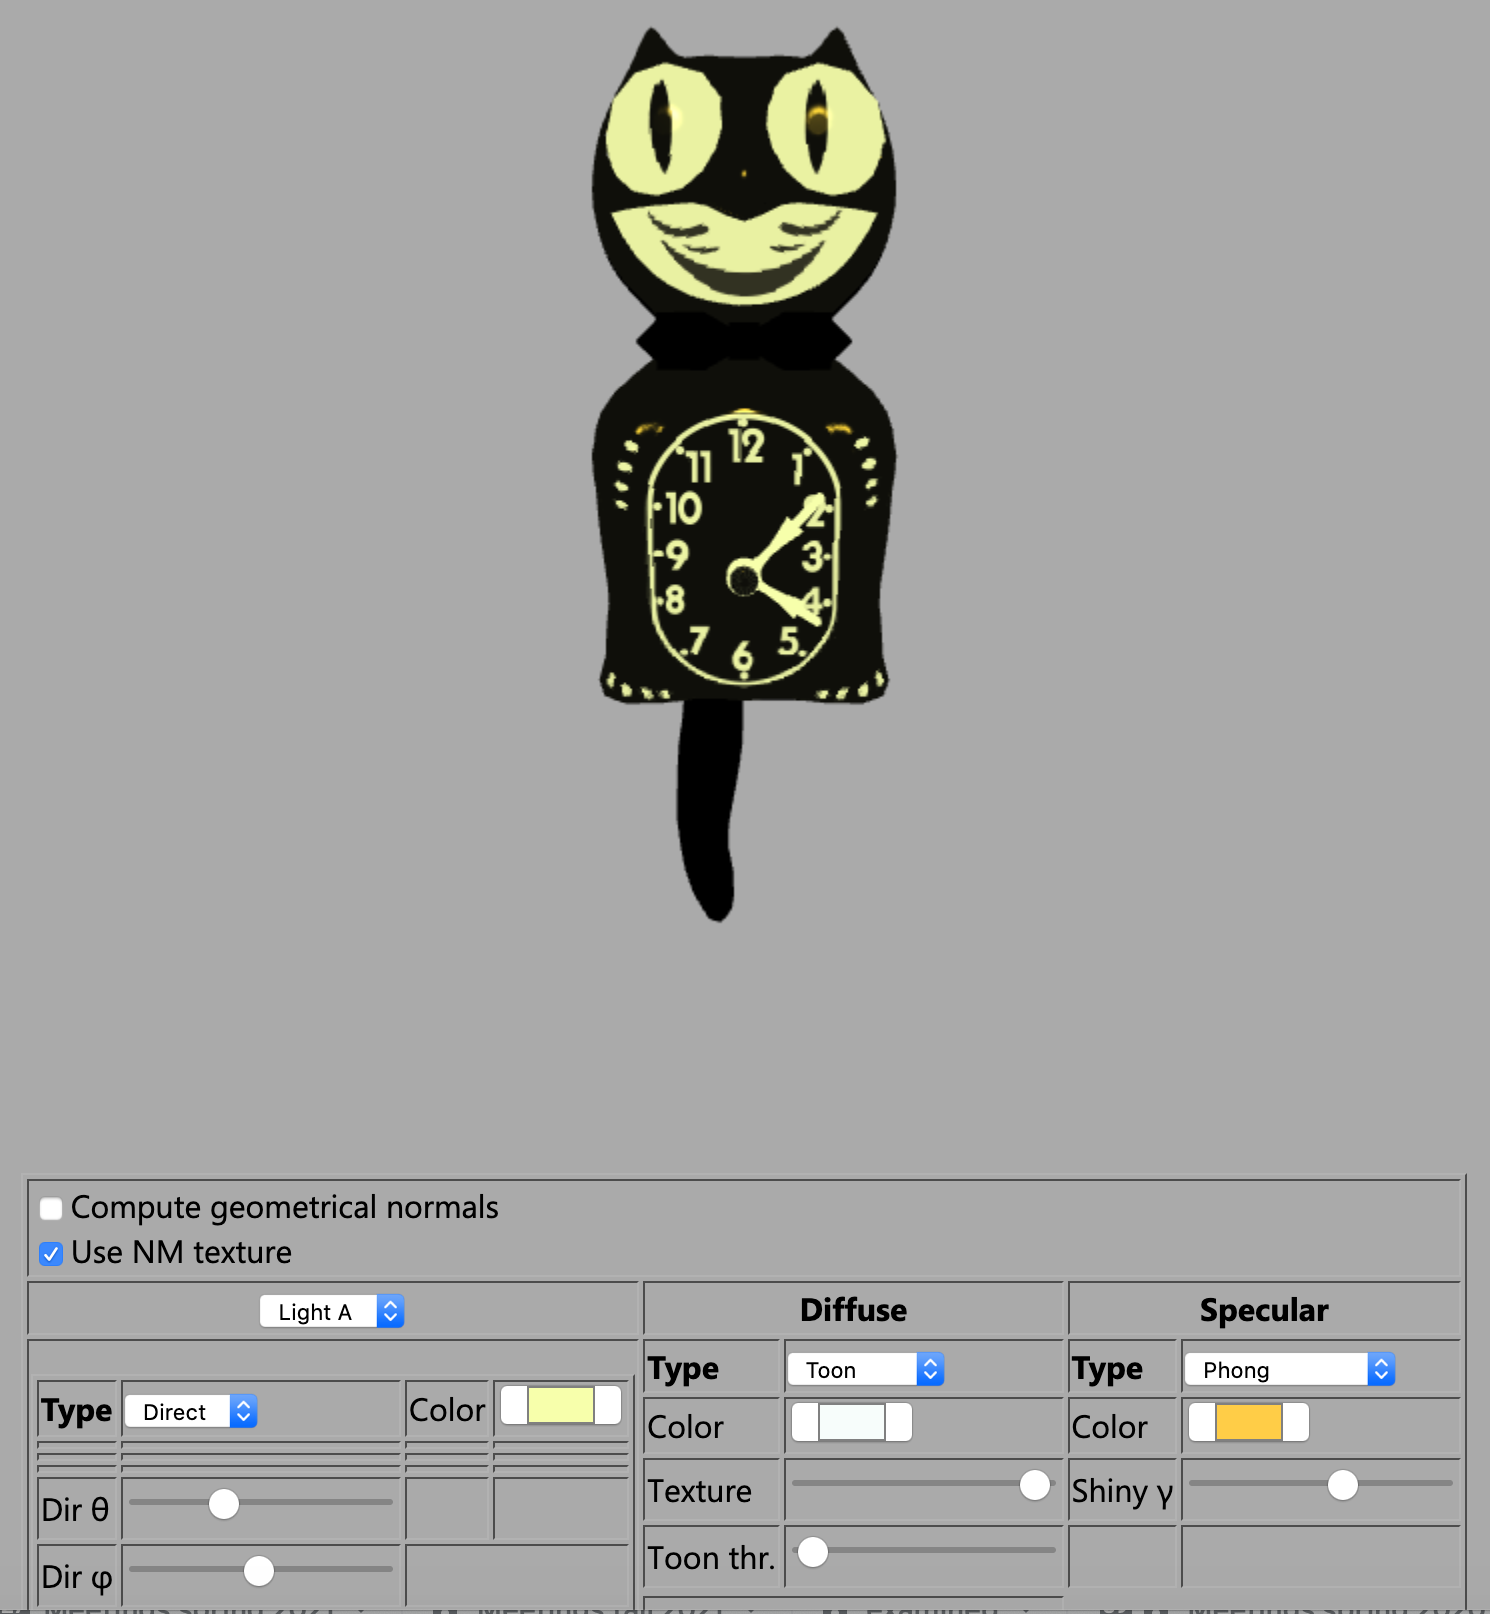 12
11 1
10 2
9 3
8 4
7 5
6
Compute geometrical normals
Use NM texture
Light A Diffuse Specular
Type Toon Type Phong
Type Direct Color Color Color
Dir θ Texture Shiny γ
Dir φ Toon thr.